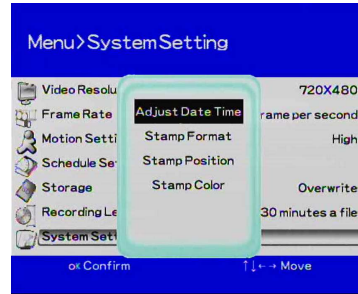 Menu>SystemSetting
Video Resolu 720X480
Frame Rate rame per second
Motion Setti High
Schedule Se
Storage Overwrite
Recording Le 30 minutes a file
System Sett
Adjust Date Time
Stamp Format
Stamp Position
Stamp Color
ok Confirm ↑↓←→ Move